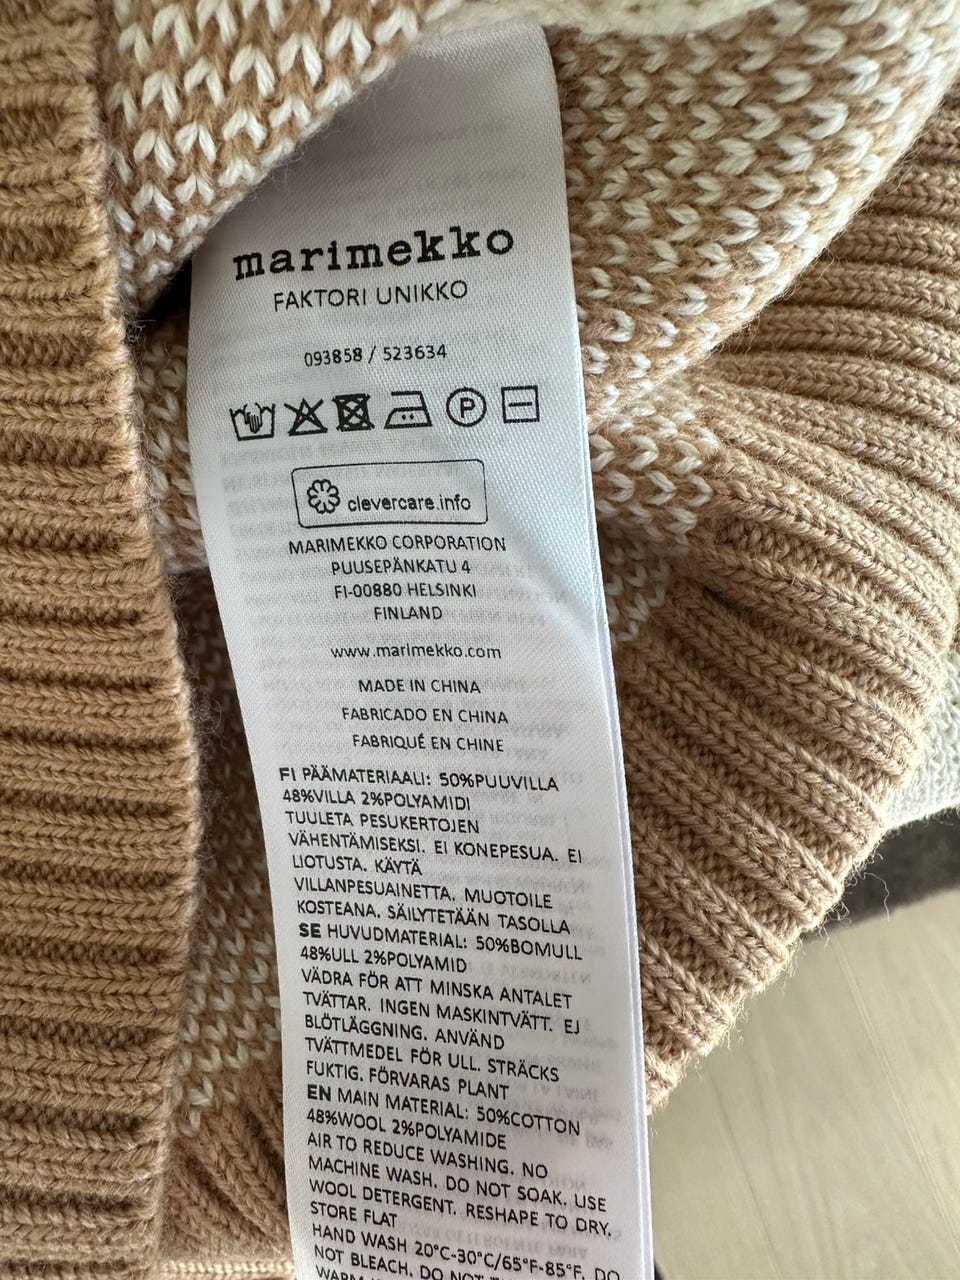 marimekko
FAKTORI UNIKKO
093858 / 523634
P
clevercare.info
MARIMEKKO CORPORATION
PUUSEPÄNKATU 4
FI-00880 HELSINKI
FINLAND
www.marimekko.com
MADE IN CHINA
FABRICADO EN CHINA
FABRIQUÉ EN CHINE
FI PÄÄMATERIAALI: 50%PUUVILLA
48%VILLA 2%POLYAMIDI
TUULETA PESUKERTOJEN
VÄHENTÄMISEKSI. EI KONEPESUA. EI
LIOTUSTA. KÄYTÄ
VILLANPESUAINETTA. MUOTOILE
KOSTEANA. SÄILYTETÄÄN TASOLLA
SE HUVUDMATERIAL: 50%BOMULL
48%ULL 2%POLYAMID
VÄDRA FÖR ATT MINSKA ANTALET
TVÄTTAR. INGEN MASKINTVÄTT. EJ
BLÖTLÄGGNING. ANVÄND
TVÄTTMEDEL FÖR ULL. STRÄCKS
FUKTIG. FÖRVARAS PLANT
EN MAIN MATERIAL: 50%COTTON
48%WOOL 2%POLYAMIDE
AIR TO REDUCE WASHING. NO
MACHINE WASH. DO NOT SOAK. USE
WOOL DETERGENT. RESHAPE TO DRY.
STORE FLAT
HAND WASH 20°C-30°C/65°F-85°F. DO
NOT BLEACH. DO NOT